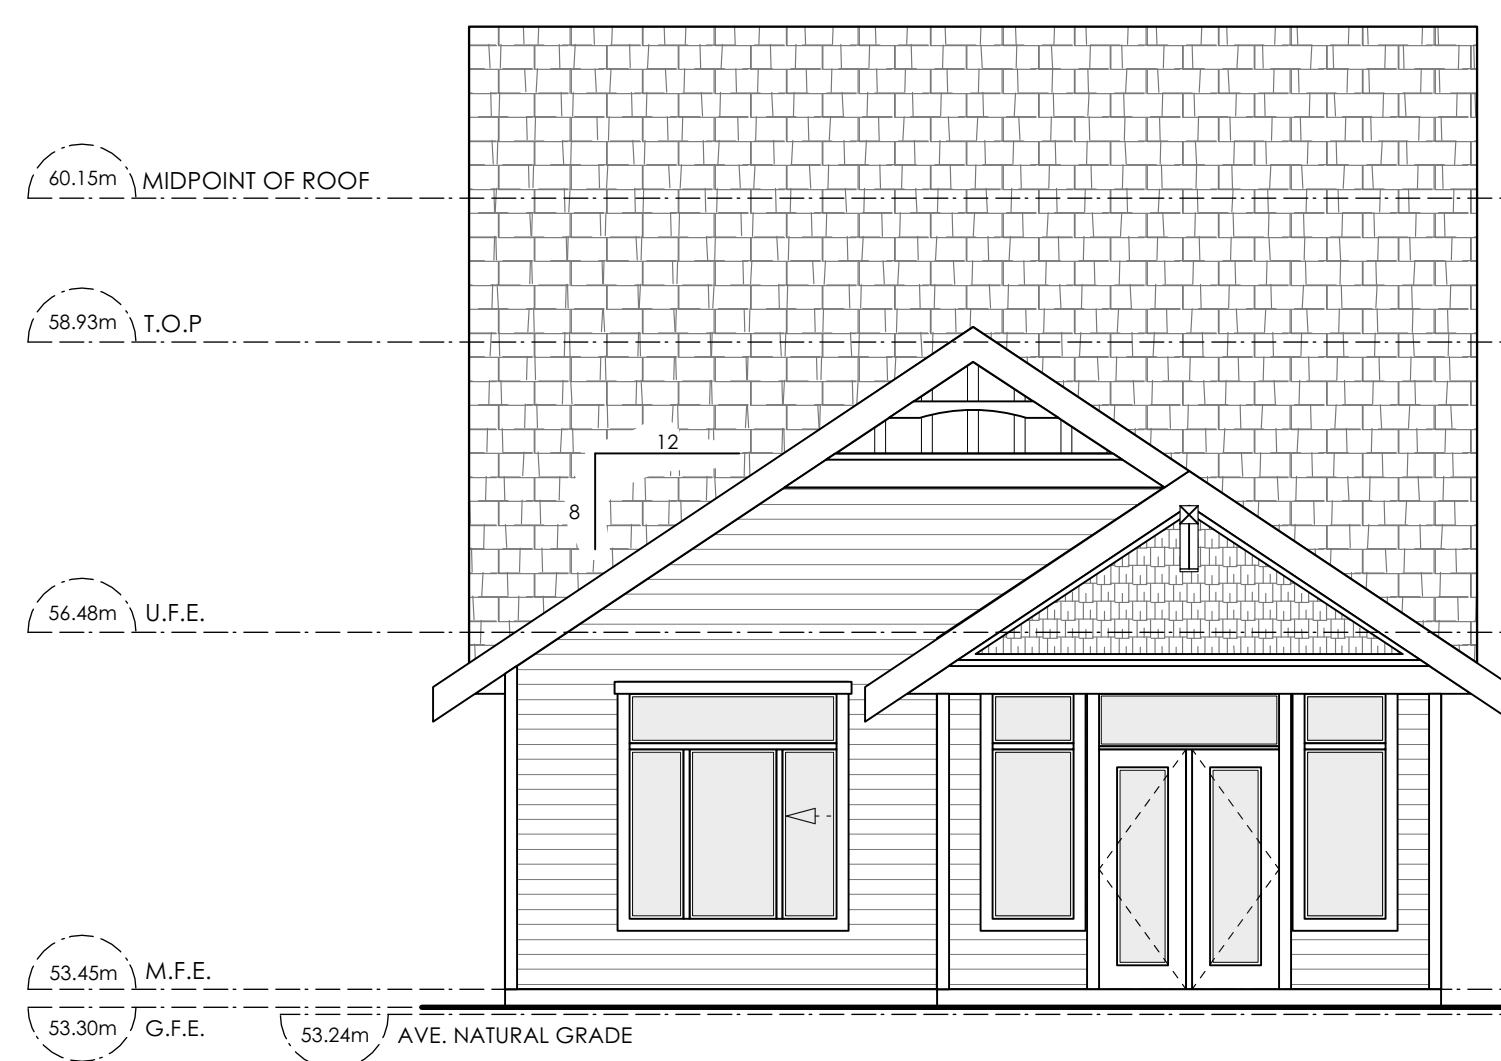 60.15m MIDPOINT OF ROOF
58.93m T.O.P
12
8
56.48m U.F.E.
53.45m M.F.E.
53.30m G.F.E.
53.24m AVE. NATURAL GRADE